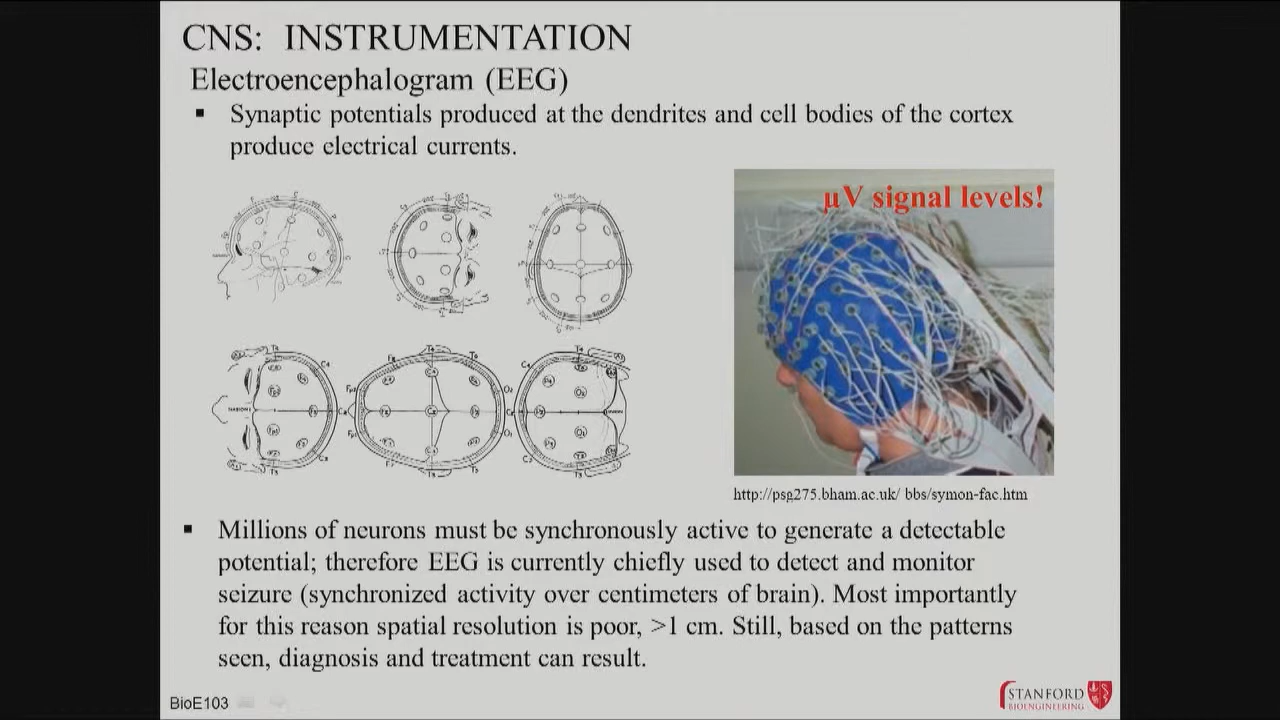 CNS: INSTRUMENTATION
Electroencephalogram (EEG)
▪ Synaptic potentials produced at the dendrites and cell bodies of the cortex
produce electrical currents.
µV signal levels!
http://psg275.bham.ac.uk/ bbs/symon-fac.htm
▪ Millions of neurons must be synchronously active to generate a detectable
potential; therefore EEG is currently chiefly used to detect and monitor
seizure (synchronized activity over centimeters of brain). Most importantly
for this reason spatial resolution is poor, >1 cm. Still, based on the patterns
seen, diagnosis and treatment can result.
BioE103
STANFORD
BIOENGINEERING